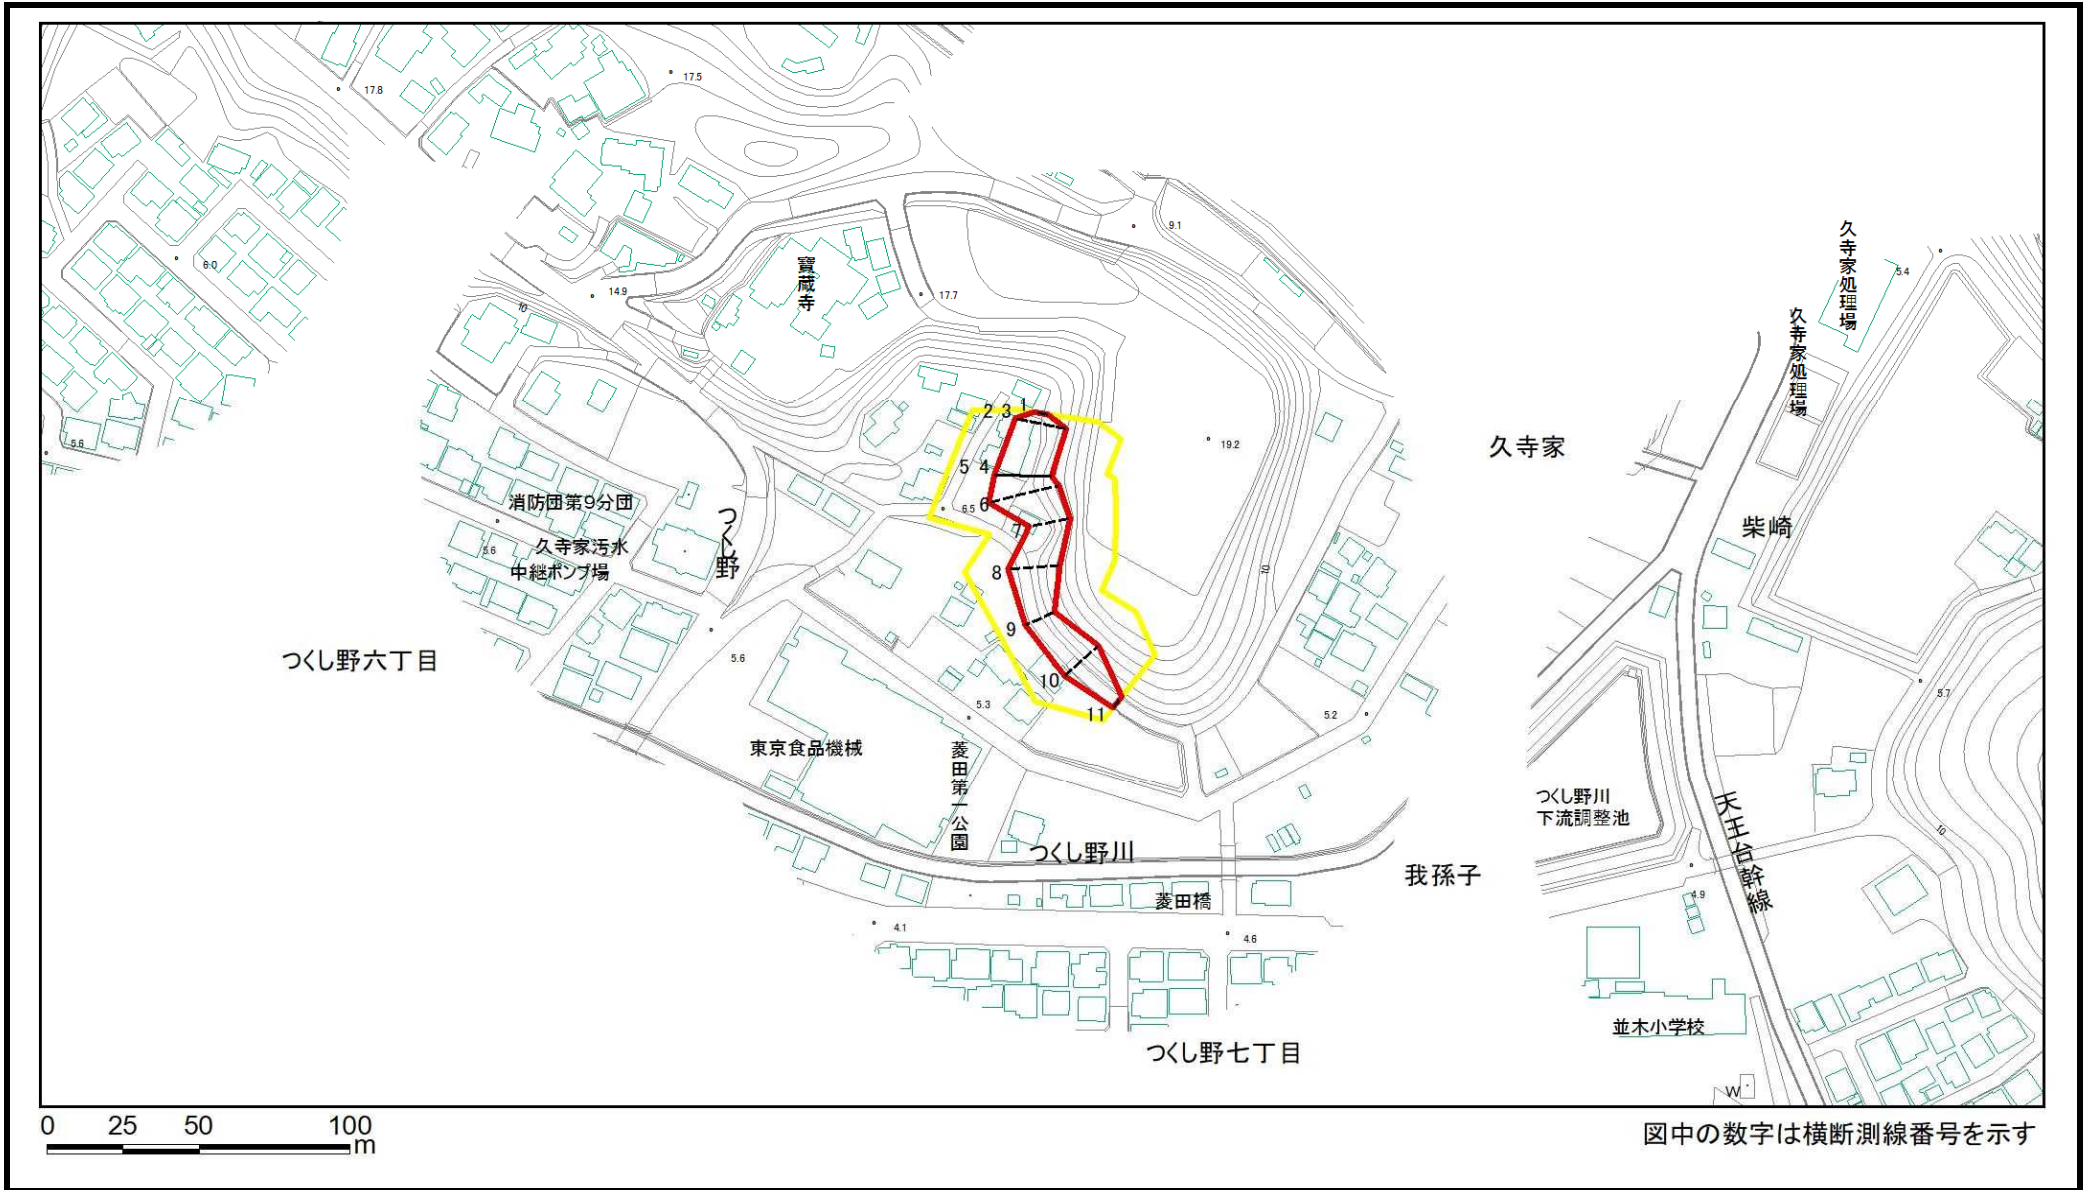 17.8
17.5
9.1
久寺家処理場
5.4
6.0
寶蔵寺
14.9
17.7
10
久寺家処理場
2 3 1
19.2
久寺家
5.6
5 4
消防団第9分団
6.5 6
つくし野
7
柴崎
5.6
久寺家汚水
中継ポンプ場
8
10
9
つくし野六丁目
5.6
10
5.7
5.3
11
5.2
東京食品機械
菱田第一公園
つくし野川
下流調整池
天王台幹線
10
つくし野川
我孫子
菱田橋
4.9
4.1
4.6
並木小学校
つくし野七丁目
W
0 25 50 100
m
図中の数字は横断測線番号を示す